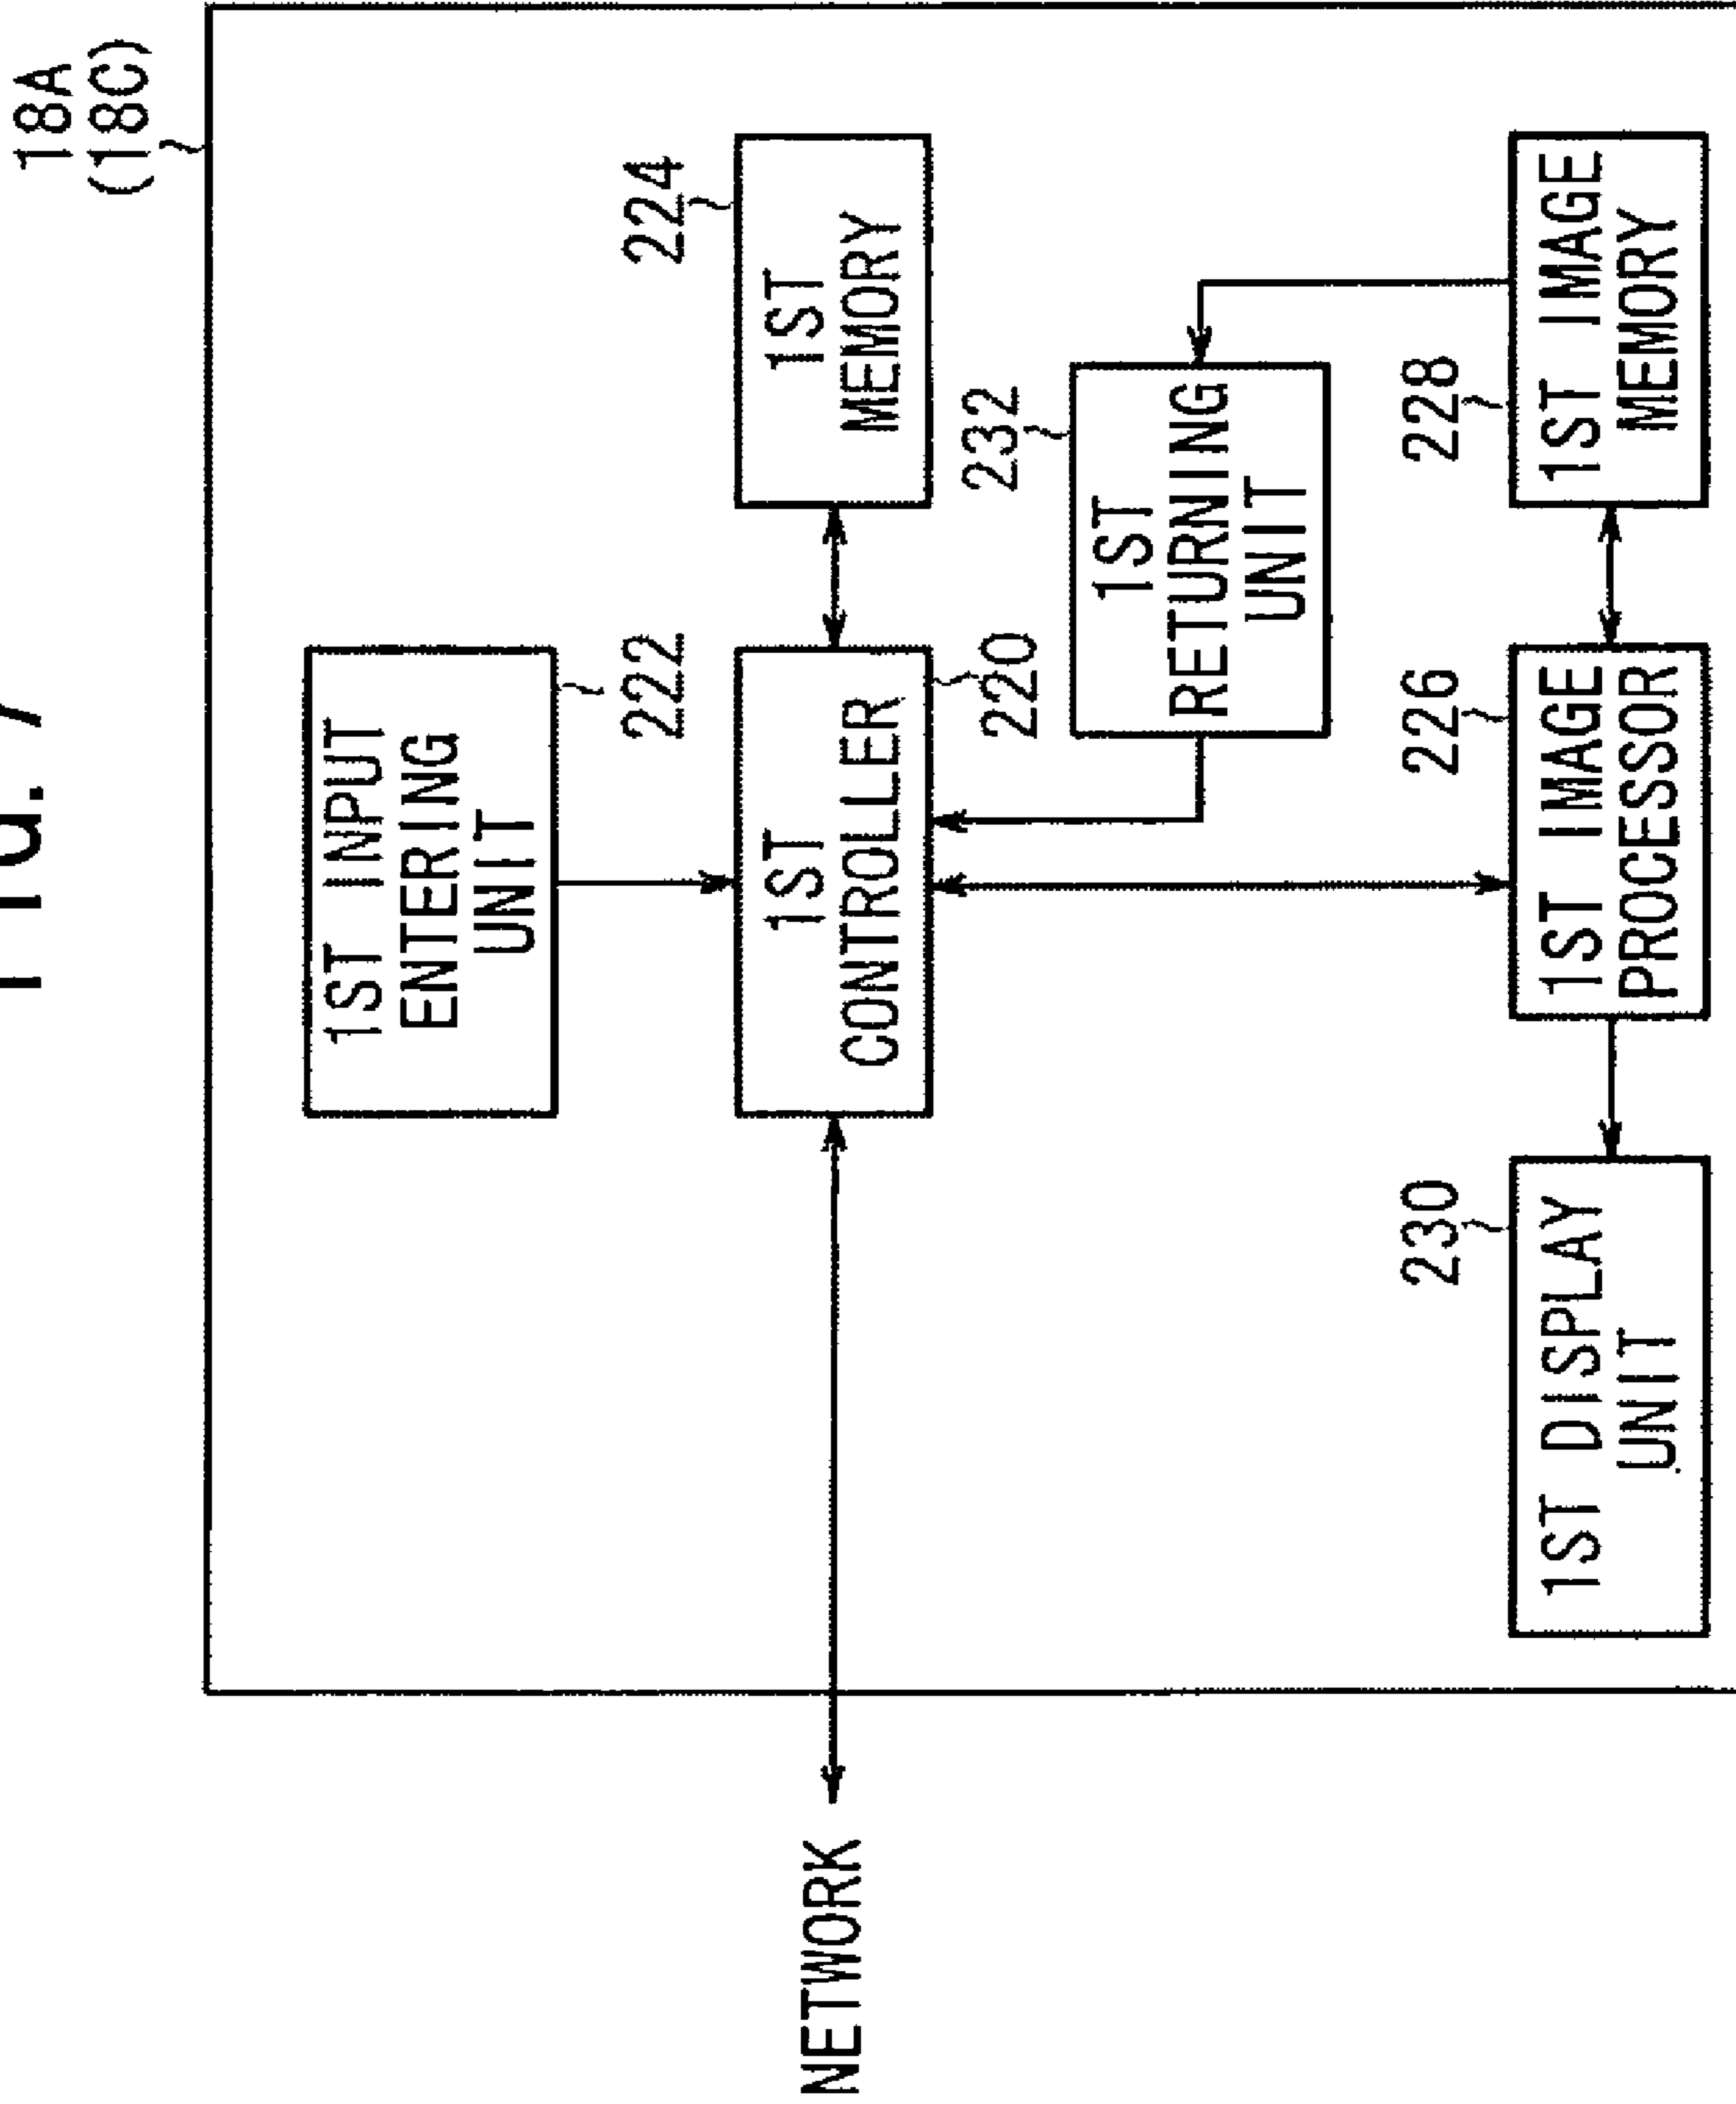 FIG. 7
18A
(18C)
1ST INPUT
ENTERING
UNIT
222
224
1ST
CONTROLLER
220
1ST
MEMORY
NETWORK
232
1ST
RETURNING
UNIT
230
226
228
1ST DISPLAY
UNIT
1ST IMAGE
PROCESSOR
1ST IMAGE
MEMORY